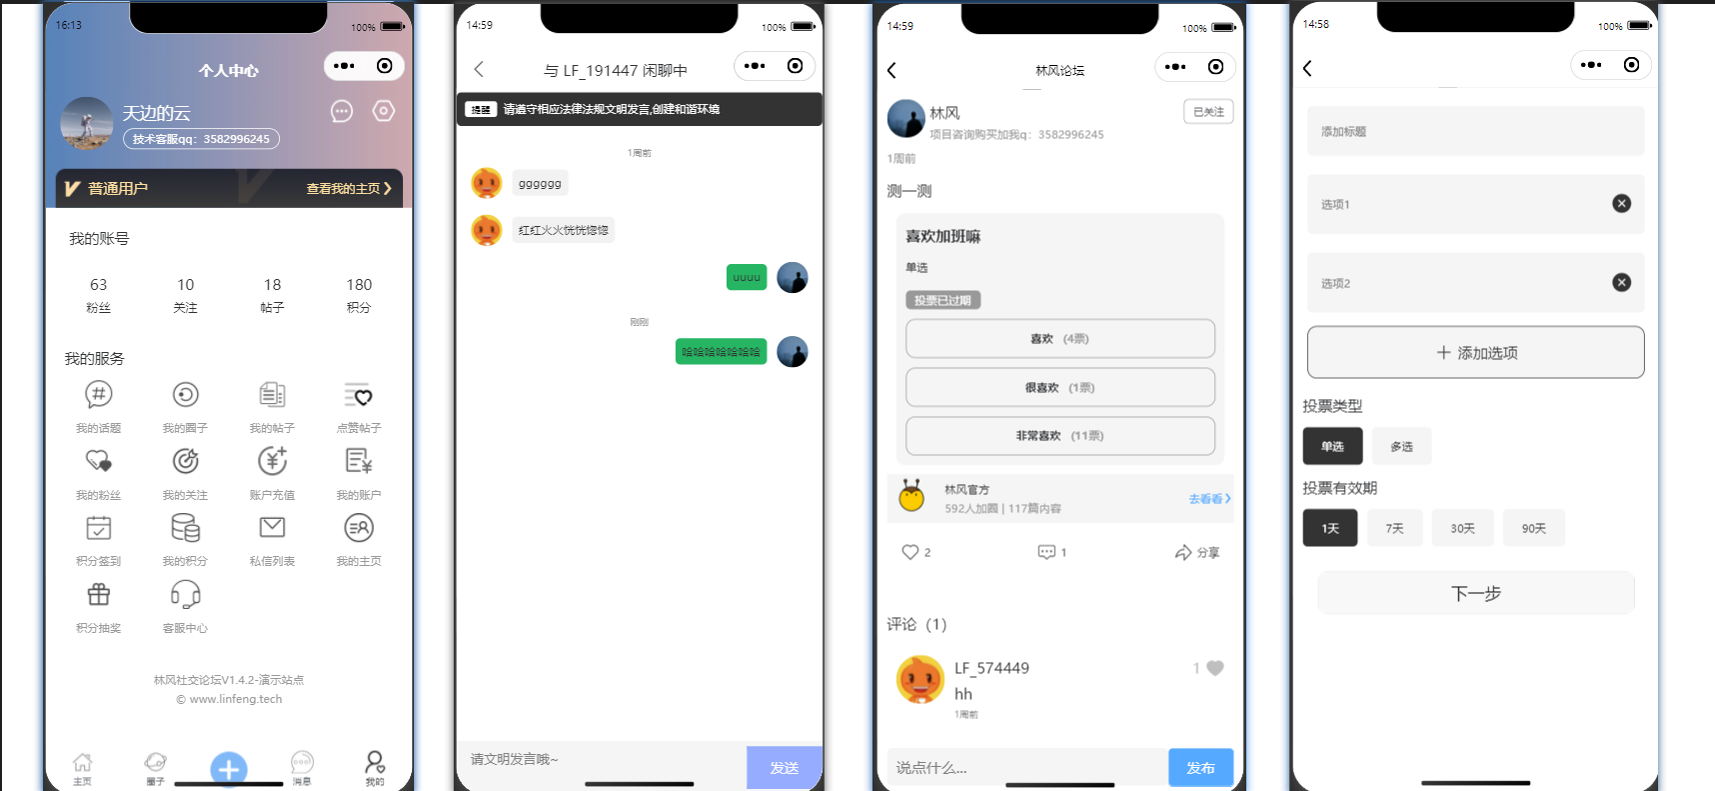 16:13
100%
个人中心
天边的云
技术客服qq：3582996245
普通用户
查看我的主页
我的账号
63
10
18
180
粉丝
关注
帖子
积分
我的服务
我的话题
我的圈子
我的帖子
点赞帖子
我的粉丝
我的关注
账户充值
我的账户
积分签到
我的积分
私信列表
我的主页
积分抽奖
客服中心
林风社交论坛V1.4.2-演示站点
© www.linfeng.tech
主页
圈子
消息
我的
14:59
100%
与 LF_191447 闲聊中
提醒
请遵守相应法律法规文明发言,创建和谐环境
1周前
gggggg
红红火火恍恍惚惚
uuuu
刚刚
哈哈哈哈哈哈哈
请文明发言哦~
发送
14:59
100%
林风论坛
林风
项目咨询购买加我q：3582996245
已关注
1周前
测一测
喜欢加班嘛
单选
投票已过期
喜欢 (4票)
很喜欢 (1票)
非常喜欢 (11票)
林风官方
592人加圆 | 117篇内容
去看看
2
1
分享
评论（1）
LF_574449
1
hh
1周前
说点什么...
发布
14:58
100%
添加标题
选项1
选项2
添加选项
投票类型
单选
多选
投票有效期
1天
7天
30天
90天
下一步